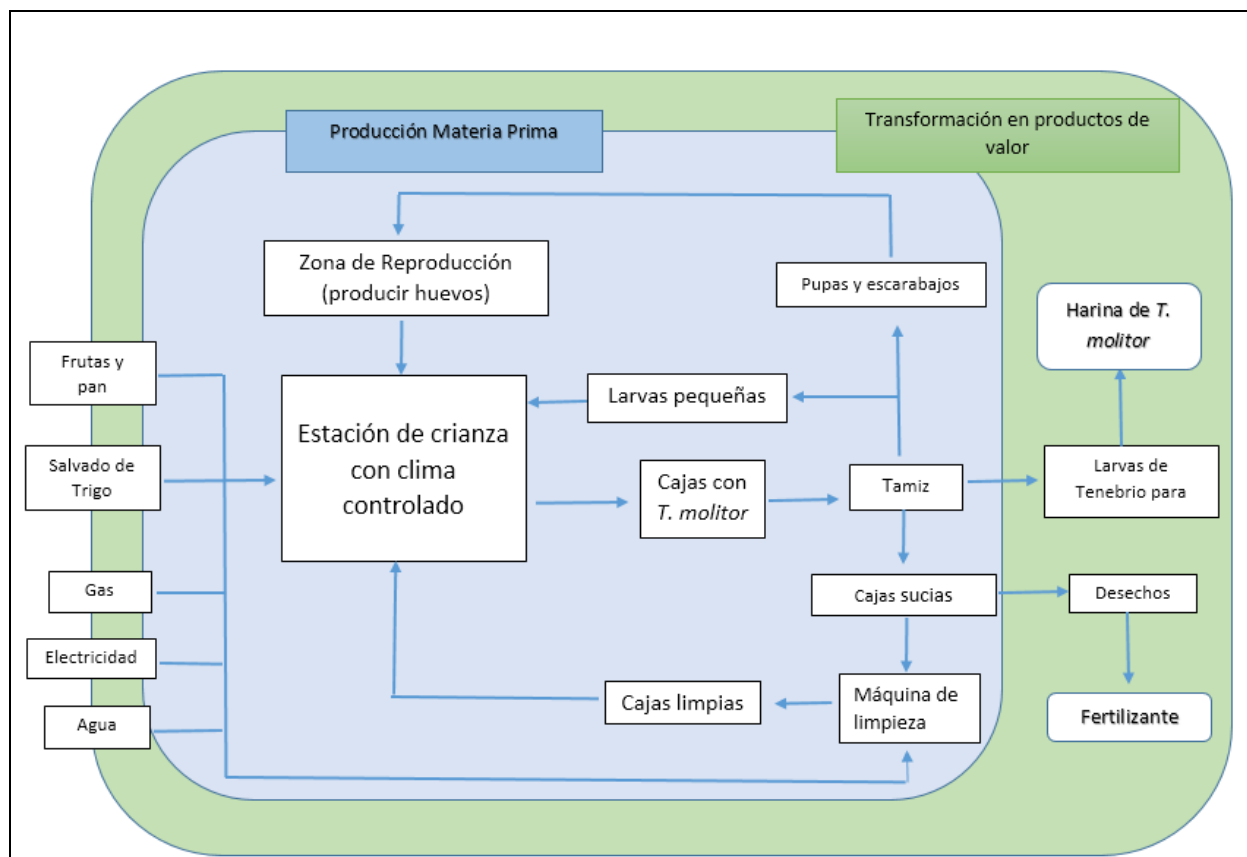 Producción Materia Prima
Transformación en productos de
valor
Zona de Reproducción
(producir huevos)
Pupas y escarabajos
Harina de T.
molitor
Frutas y
pan
Larvas pequeñas
Estación de crianza
con clima
controlado
Salvado de
Trigo
Cajas con
T. molitor
Tamiz
Larvas de
Tenebrio para
Gas
Cajas sucias
Desechos
Electricidad
Cajas limpias
Máquina de
limpieza
Agua
Fertilizante